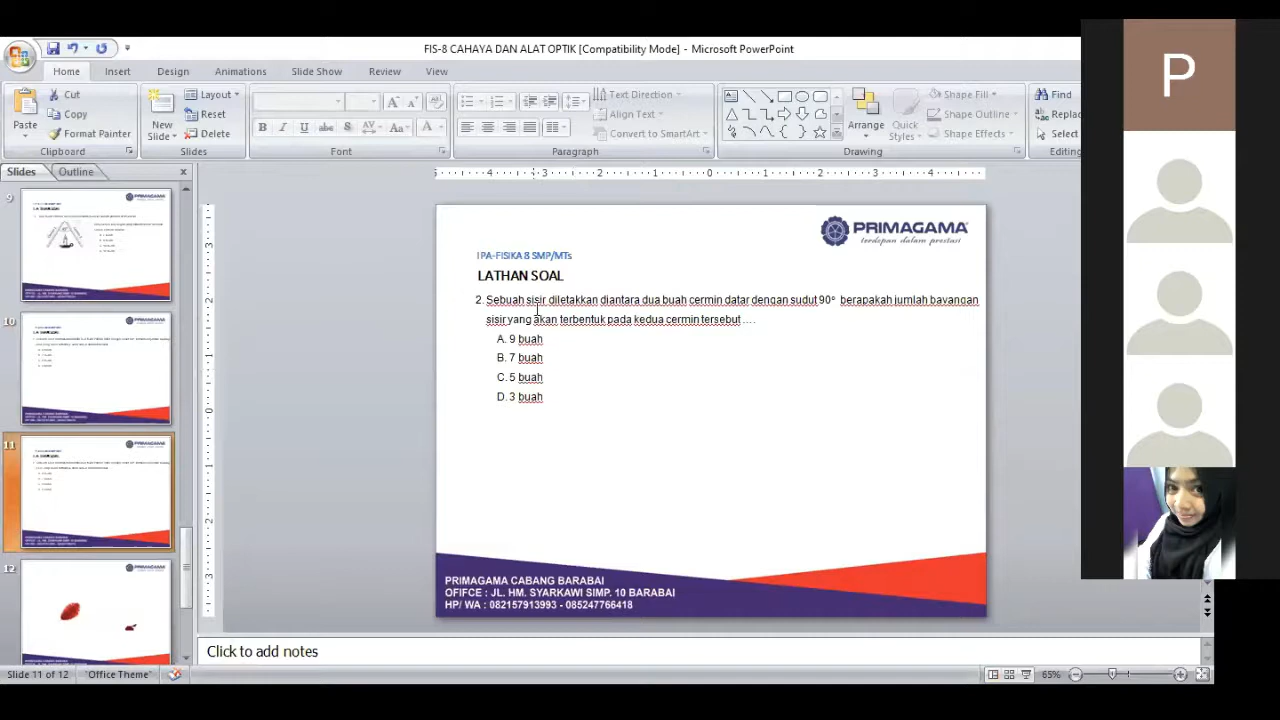 FISIKA CAHAYA DAN ALAT OPTIK [Compatibility Mode] - Microsoft PowerPoint
Home Insert Design Animations Slide Show Review View
Paste
Cut
Copy
Format Painter
Clipboard
New Slide
Layout
Reset
Delete
Slides
Font
Text Direction
Align Text
Convert to SmartArt
Paragraph
Arrange
Quick Styles
Shape Fill
Shape Outline
Shape Effects
Drawing
Find
Select
Editing
P
Slides Outline
9
10
11
12
PRIMAGAMA
terdepan dalam prestasi
IPA-FISIKA 8 SMP/MTs
LATHAN SOAL
2. Sebuah sisir diletakkan diantara dua buah cermin datar dengan sudut 90° berapakah jumlah bayangan
sisir yang akan terbentuk pada kedua cermin tersebut
A. 9 buah
B. 7 buah
C. 5 buah
D. 3 buah
PRIMAGAMA CABANG BARABAI
OFIFCE : JL. HM. SYARKAWI SIMP. 10 BARABAI
HP/ WA : 082157913993 - 085247766418
Click to add notes
Slide 11 of 12 "Office Theme" 65%